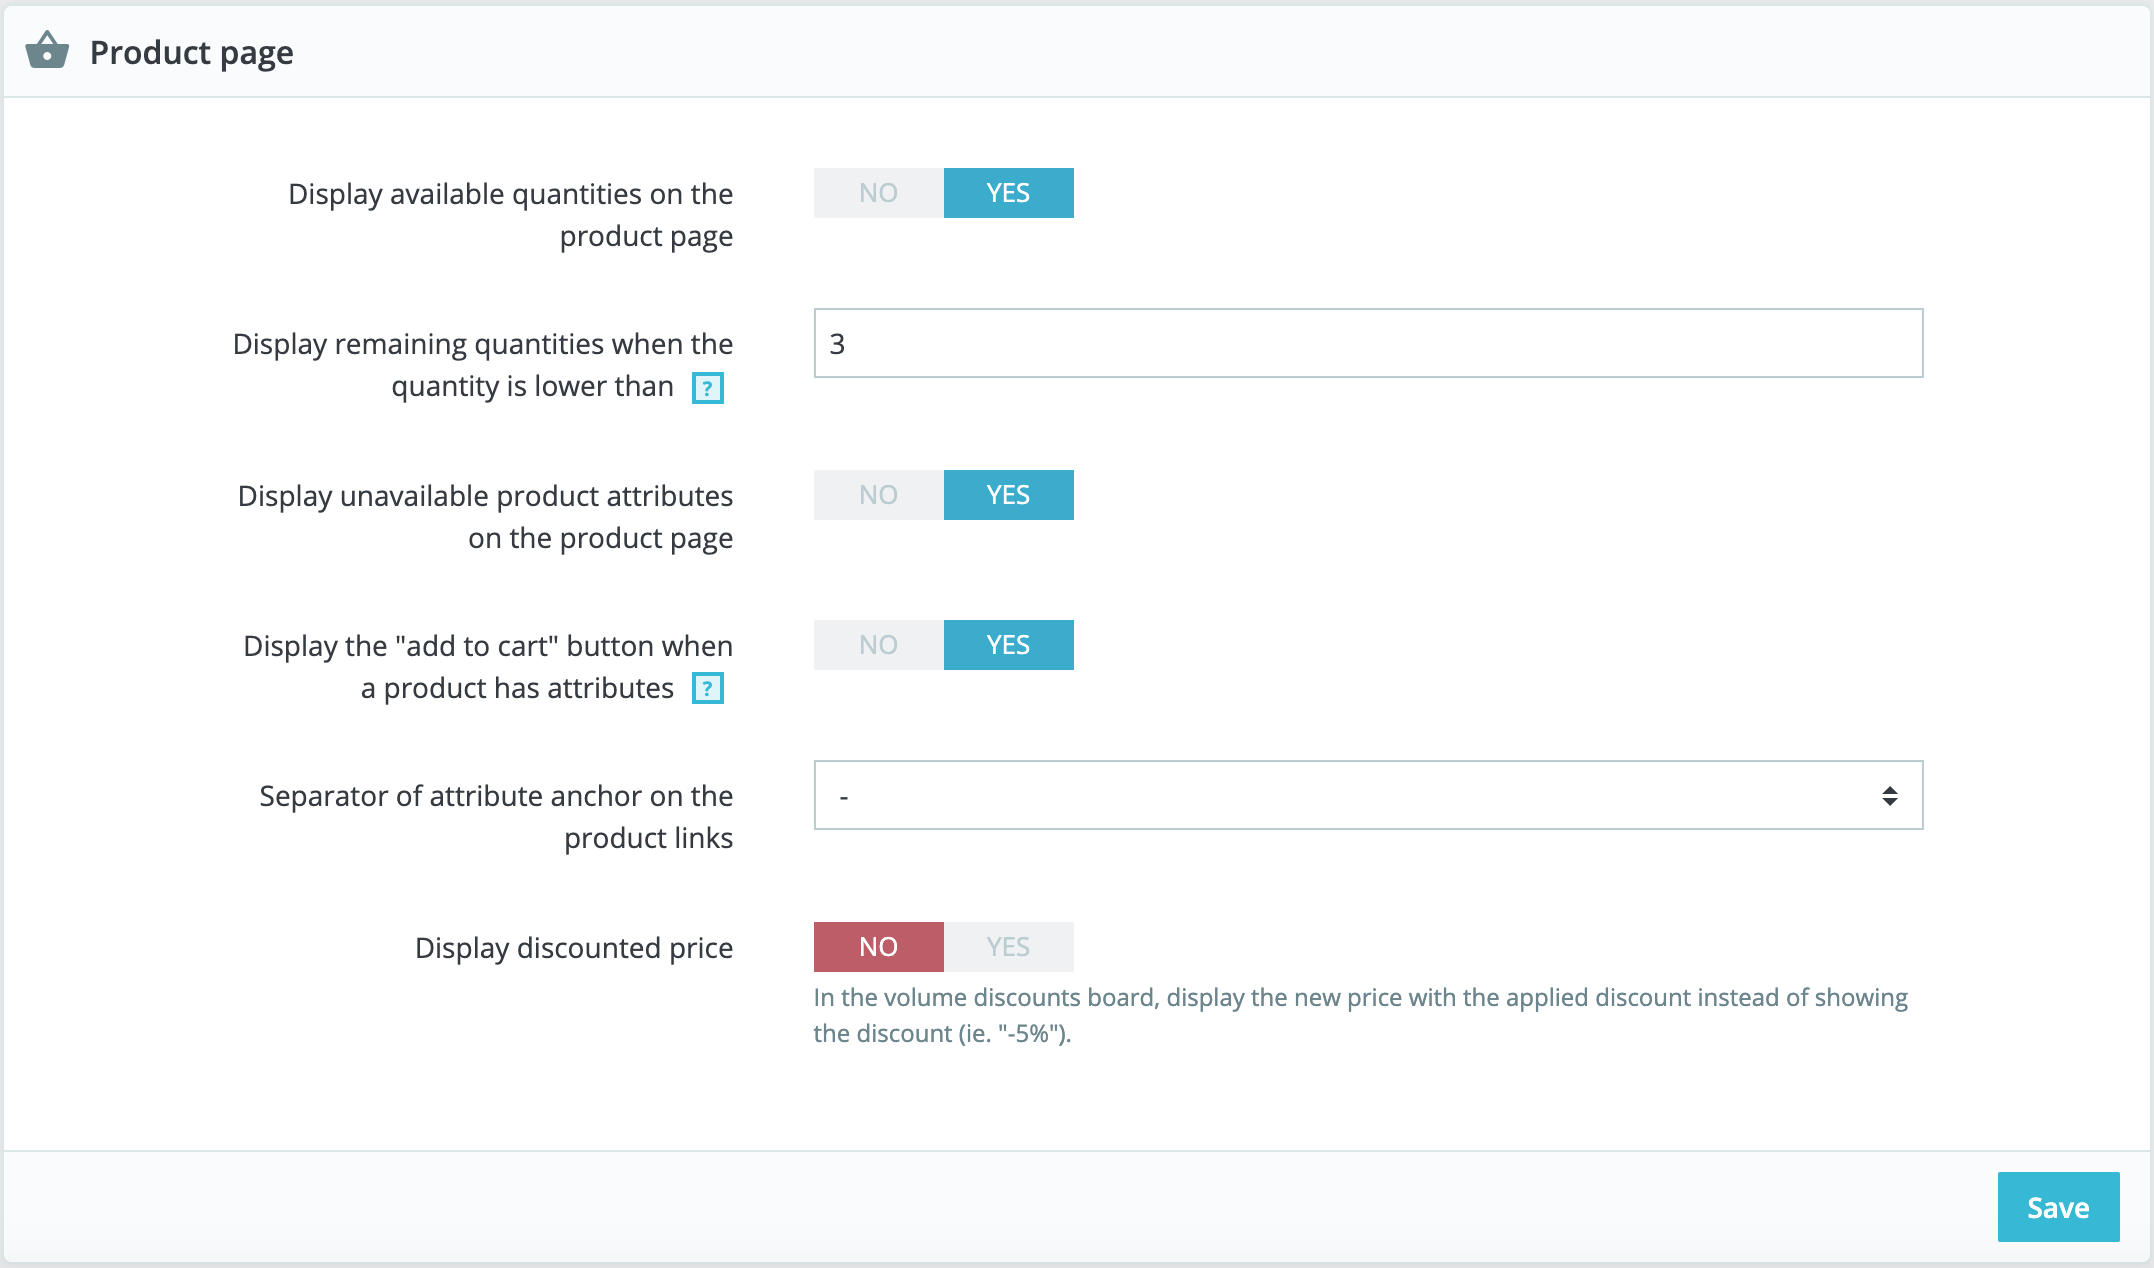 Product page
Display available quantities on the
product page
NO YES
Display remaining quantities when the
quantity is lower than ?
3
Display unavailable product attributes
on the product page
NO YES
Display the "add to cart" button when
a product has attributes ?
NO YES
Separator of attribute anchor on the
product links
-
Display discounted price
NO YES
In the volume discounts board, display the new price with the applied discount instead of showing
the discount (ie. "-5%").
Save